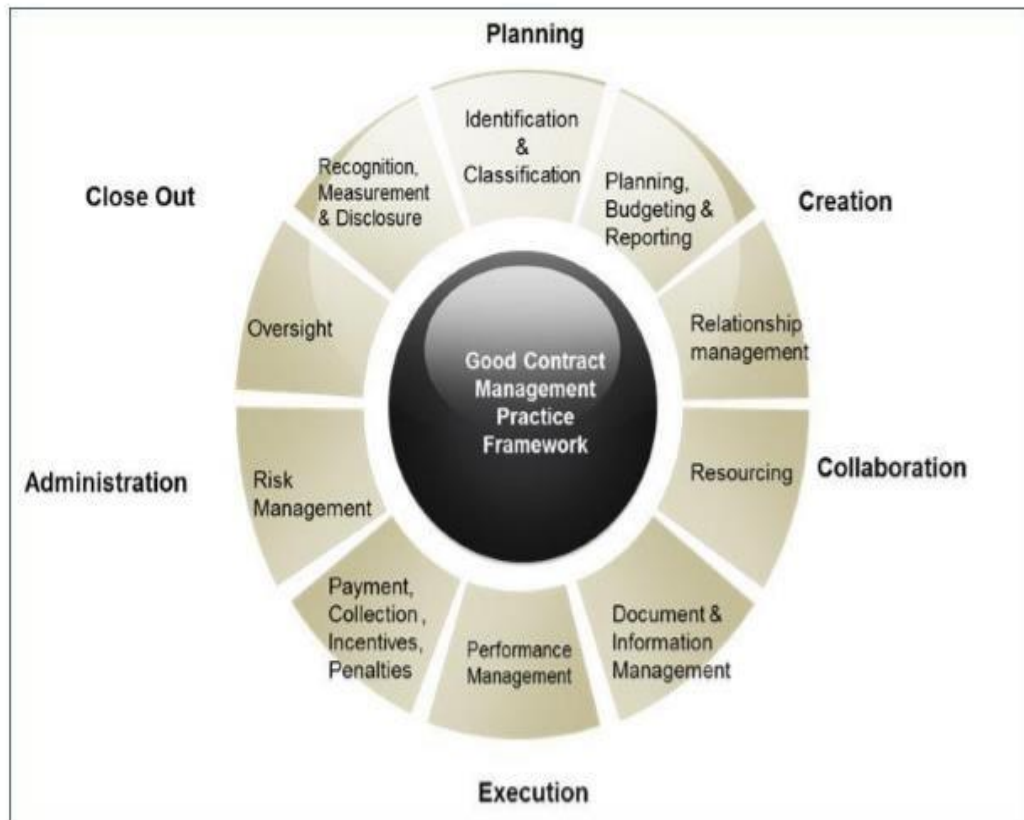 Planning
Identification
&
Classification
Recognition,
Measurement
& Disclosure
Planning,
Budgeting &
Reporting
Close Out
Creation
Oversight
Relationship
management
Good Contract
Management
Practice
Framework
Administration
Risk
Management
Resourcing
Collaboration
Payment,
Collection ,
Incentives,
Penalties
Performance
Management
Document &
Information
Management
Execution